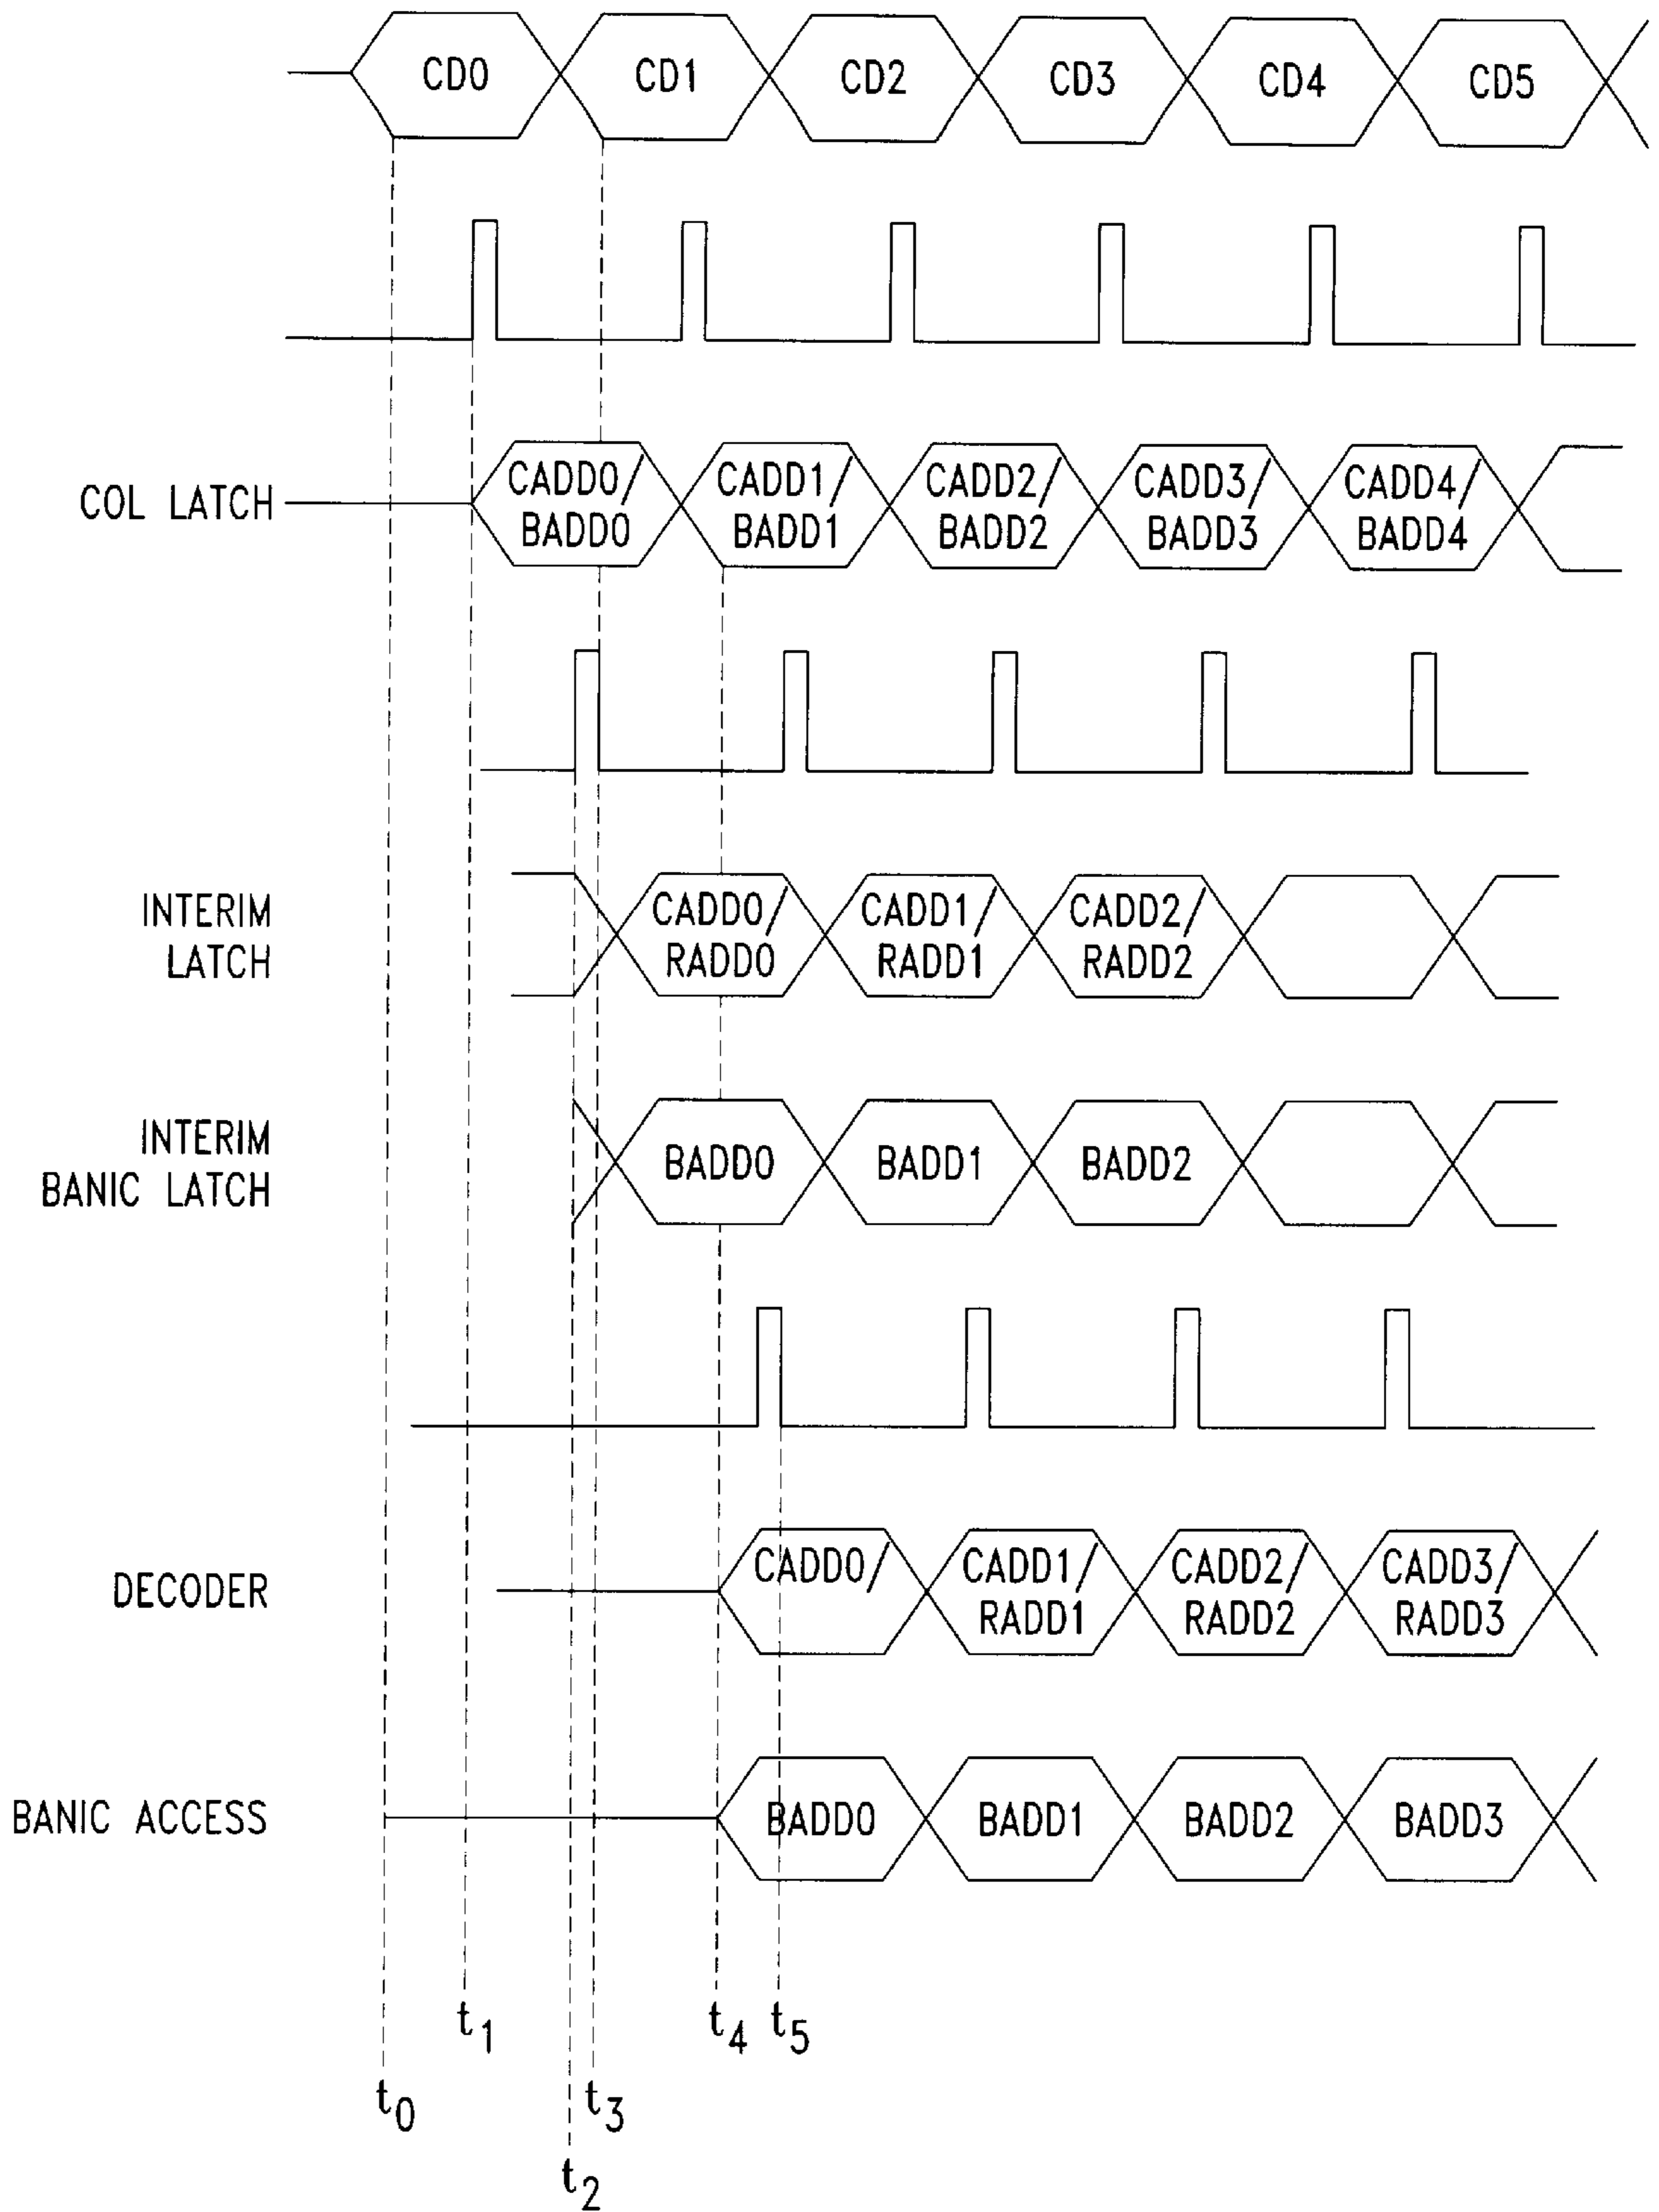 CD0 CD1 CD2 CD3 CD4 CD5
COL LATCH
CADD0/
BADD0
CADD1/
BADD1
CADD2/
BADD2
CADD3/
BADD3
CADD4/
BADD4
INTERIM
LATCH
CADD0/
RADD0
CADD1/
RADD1
CADD2/
RADD2
INTERIM
BANIC LATCH
BADD0 BADD1 BADD2
DECODER
CADD0/
CADD1/
RADD1
CADD2/
RADD2
CADD3/
RADD3
BANIC ACCESS
BADD0 BADD1 BADD2 BADD3
t1 t4 t5
t0 t3
t2